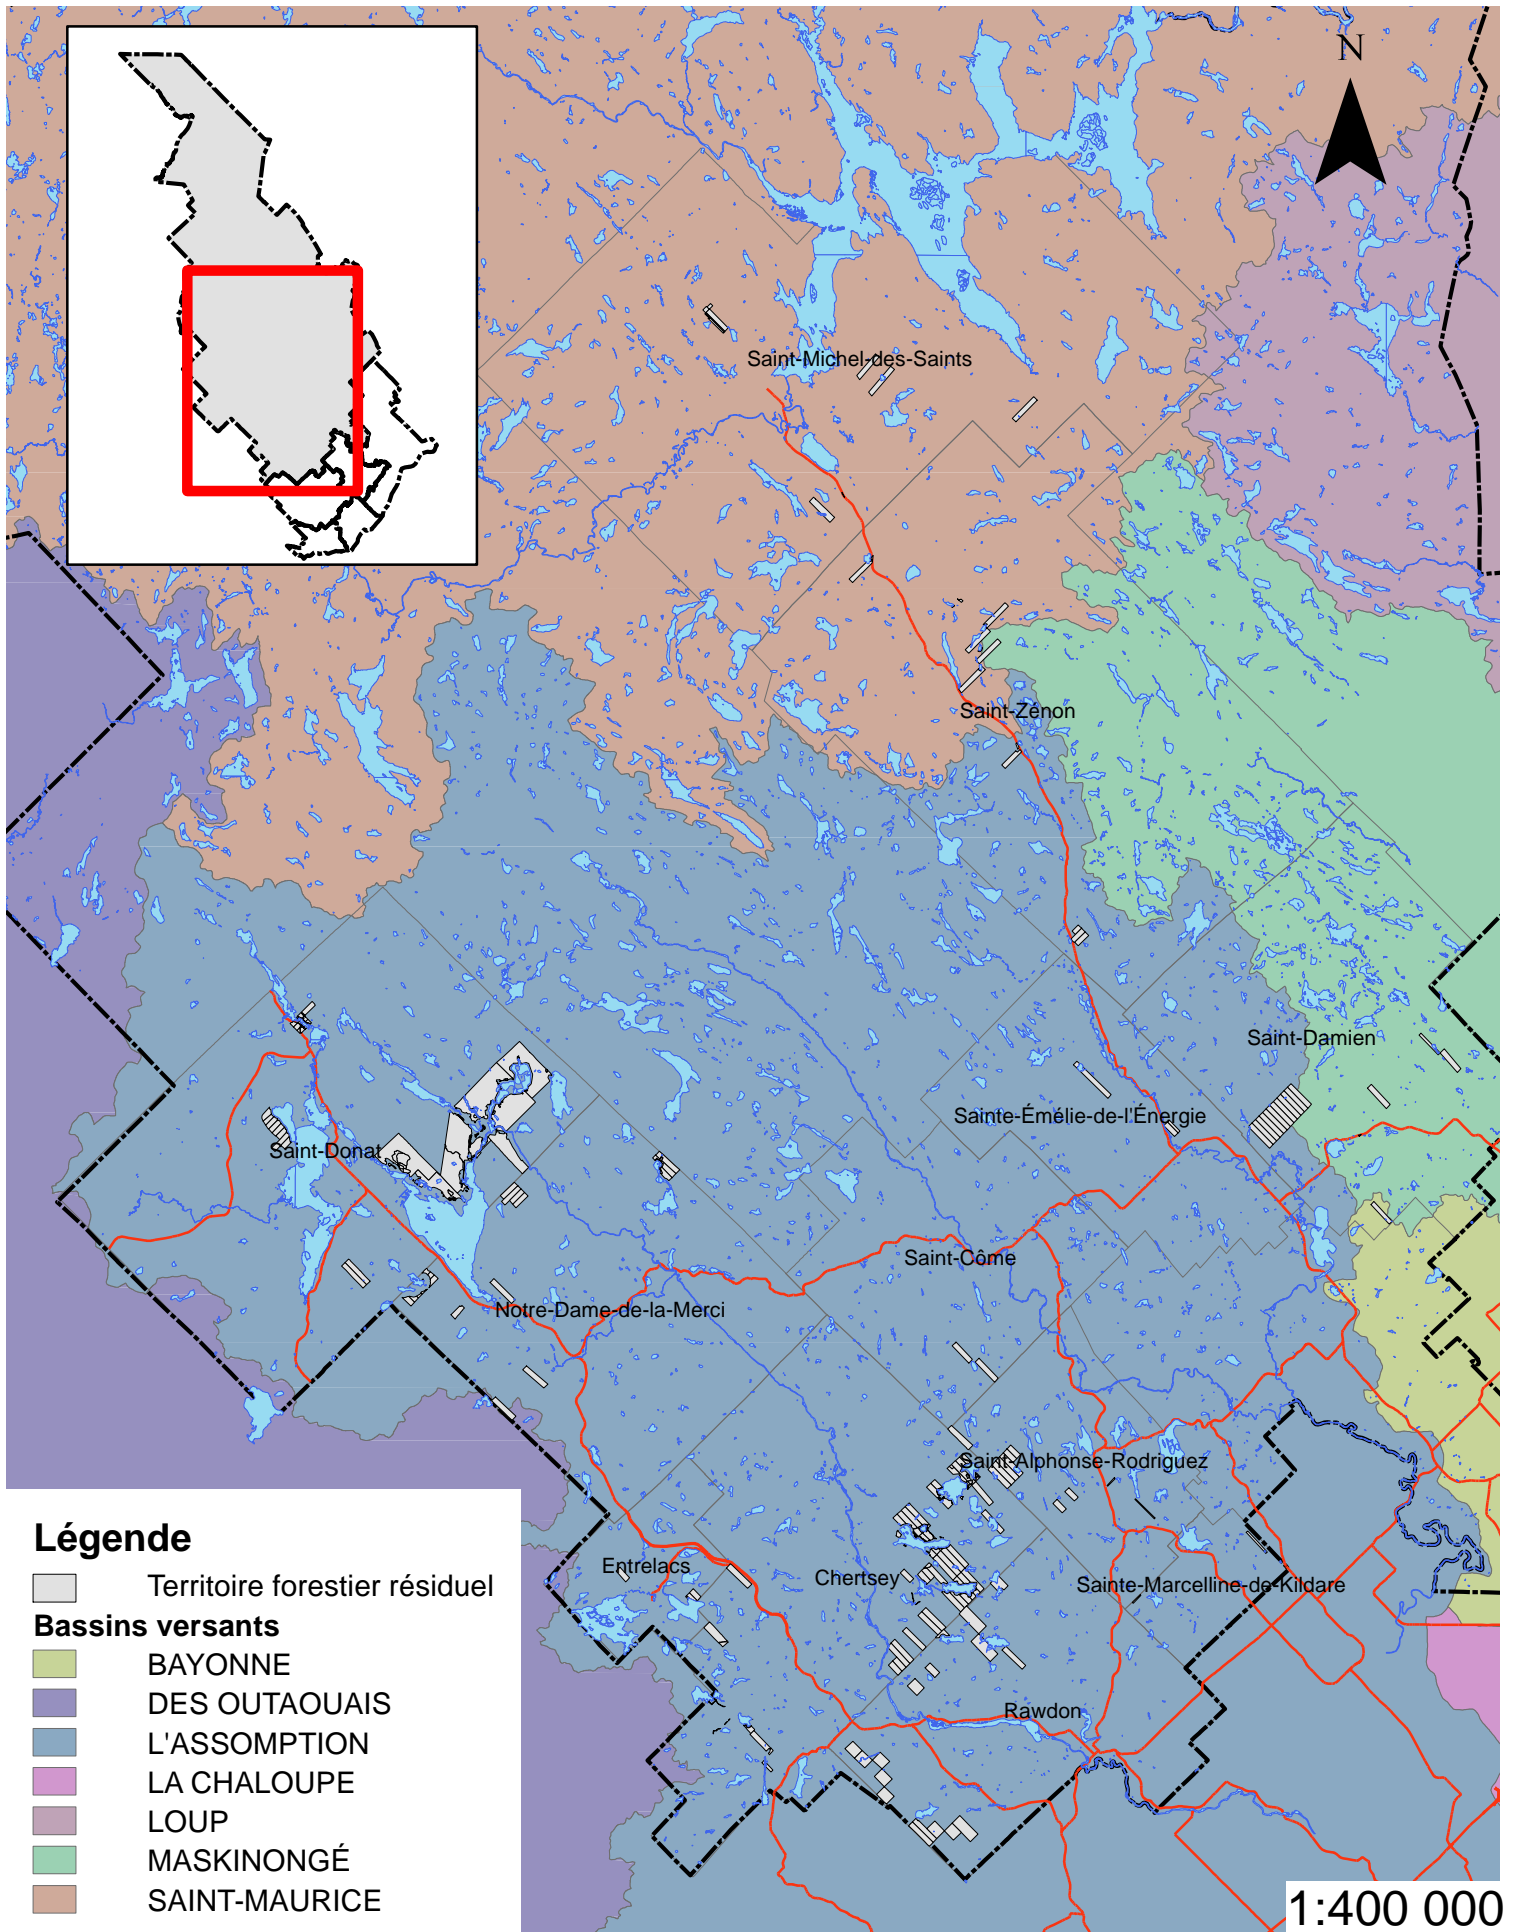 N
Saint-Michel-des-Saints
Saint-Zénon
Saint-Damien
Sainte-Émélie-de-l'Énergie
Saint-Donat
Saint-Côme
Notre-Dame-de-la-Merci
Saint-Alphonse-Rodriguez
Entrelacs
Chertsey
Sainte-Marcelline-de-Kildare
Rawdon
Légende
Territoire forestier résiduel
Bassins versants
BAYONNE
DES OUTAOUAIS
L'ASSOMPTION
LA CHALOUPE
LOUP
MASKINONGÉ
SAINT-MAURICE
1:400 000